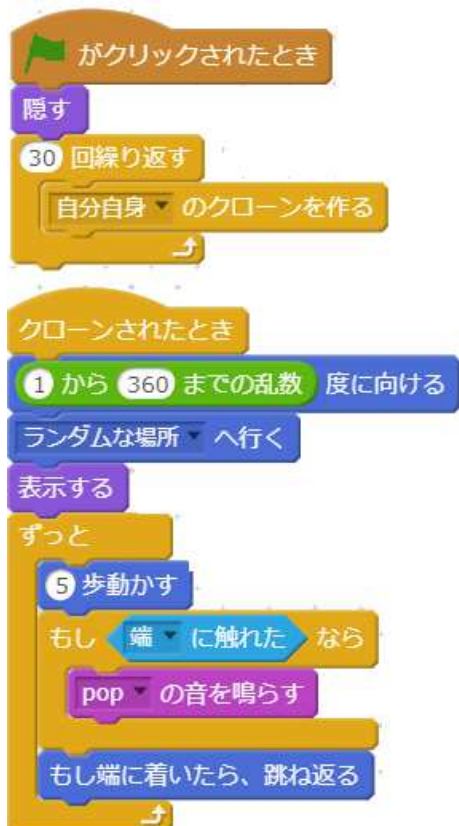 がクリックされたとき
隠す
30 回繰り返す
自分自身 のクローンを作る
クローンされたとき
1 から 360 までの乱数 度に向ける
ランダムな場所 へ行く
表示する
ずっと
5 歩動かす
もし 端 に触れた なら
pop の音を鳴らす
もし端に着いたら、跳ね返る